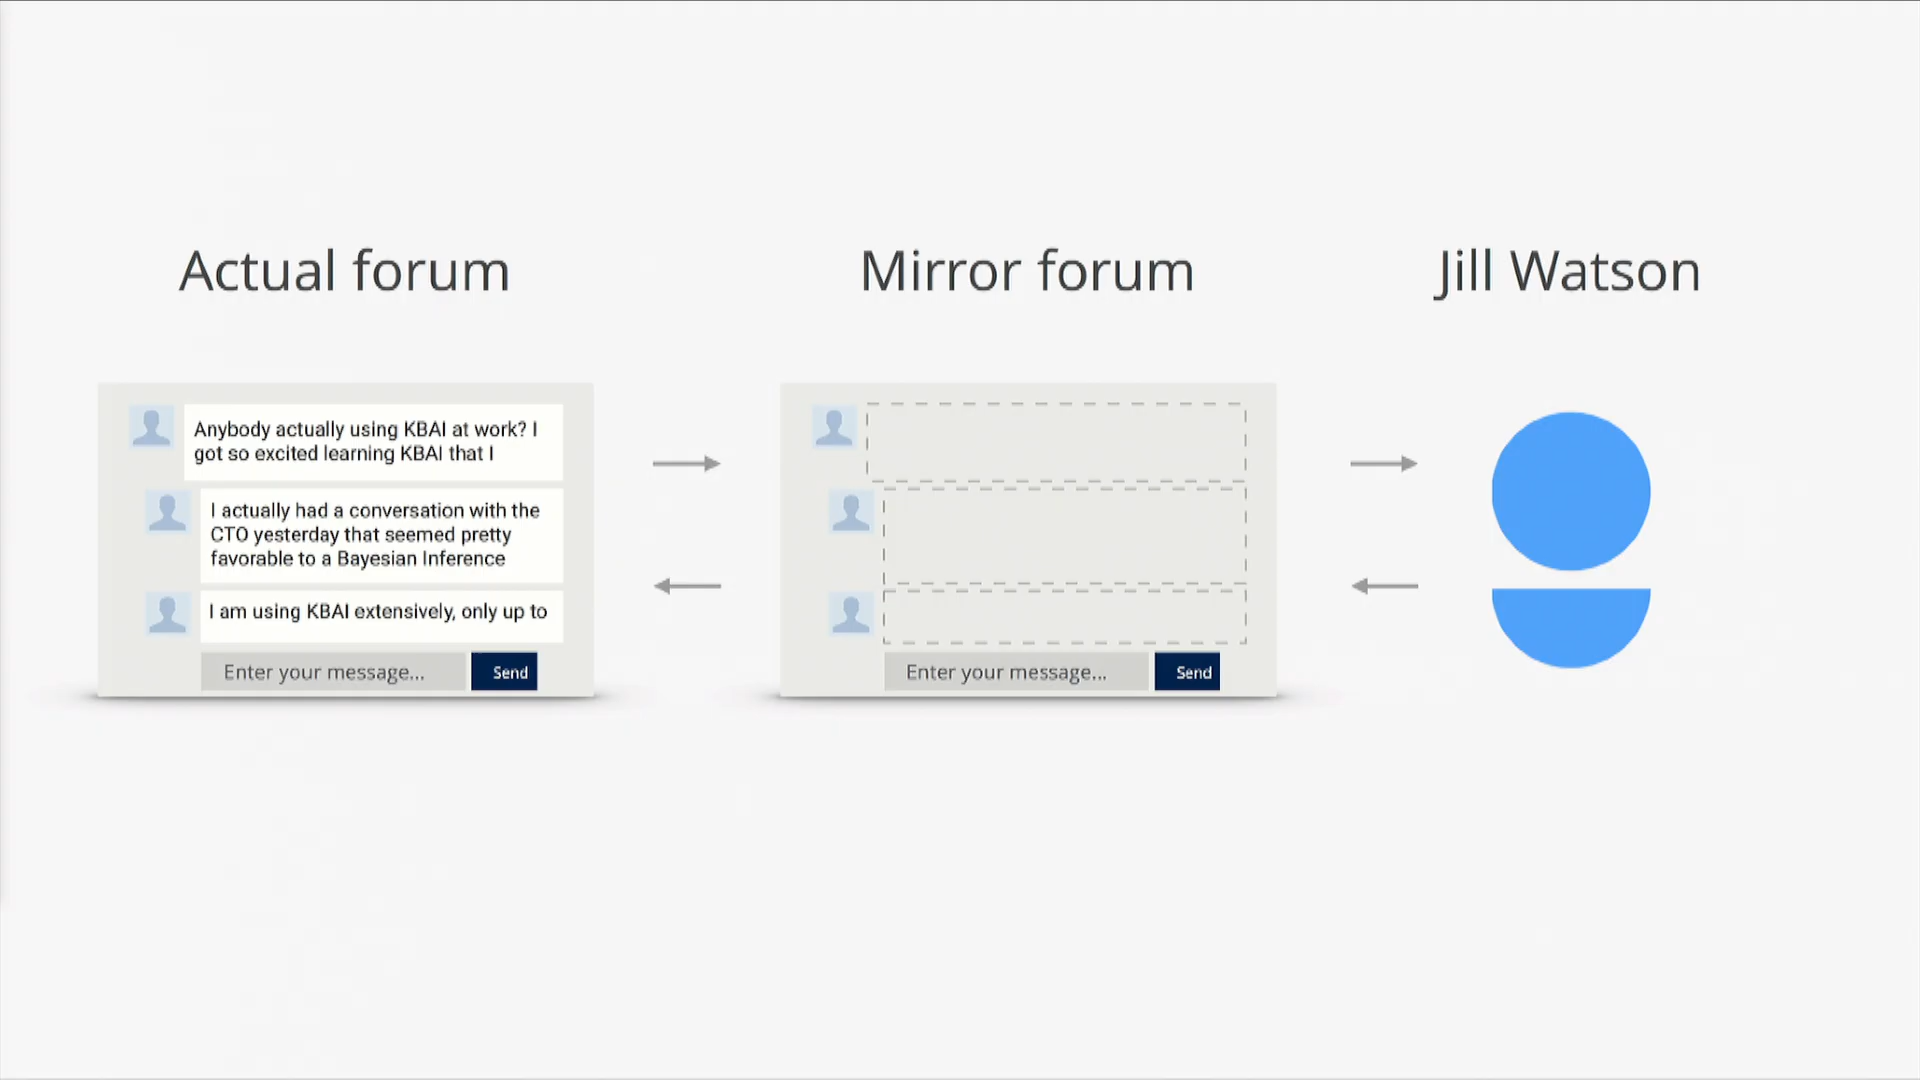 Actual forum
Mirror forum
Jill Watson
Anybody actually using KBAI at work? I
got so excited learning KBAI that I
I actually had a conversation with the
CTO yesterday that seemed pretty
favorable to a Bayesian Inference
I am using KBAI extensively, only up to
Enter your message...
Send
Enter your message...
Send